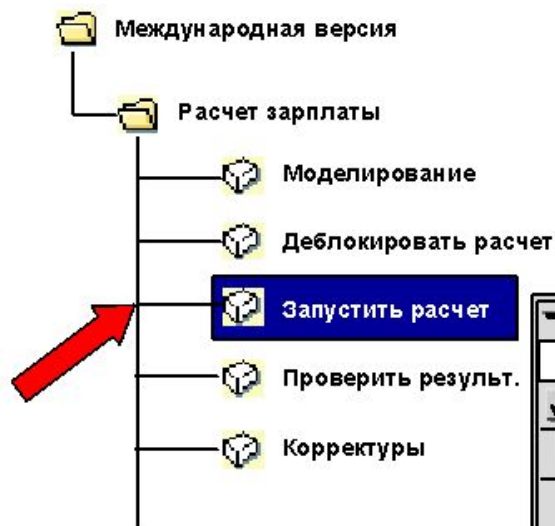 Международная версия
Расчет зарплаты
Моделирование
Деблокировать расчет
Запустить расчет
Проверить результ.
Корректуры